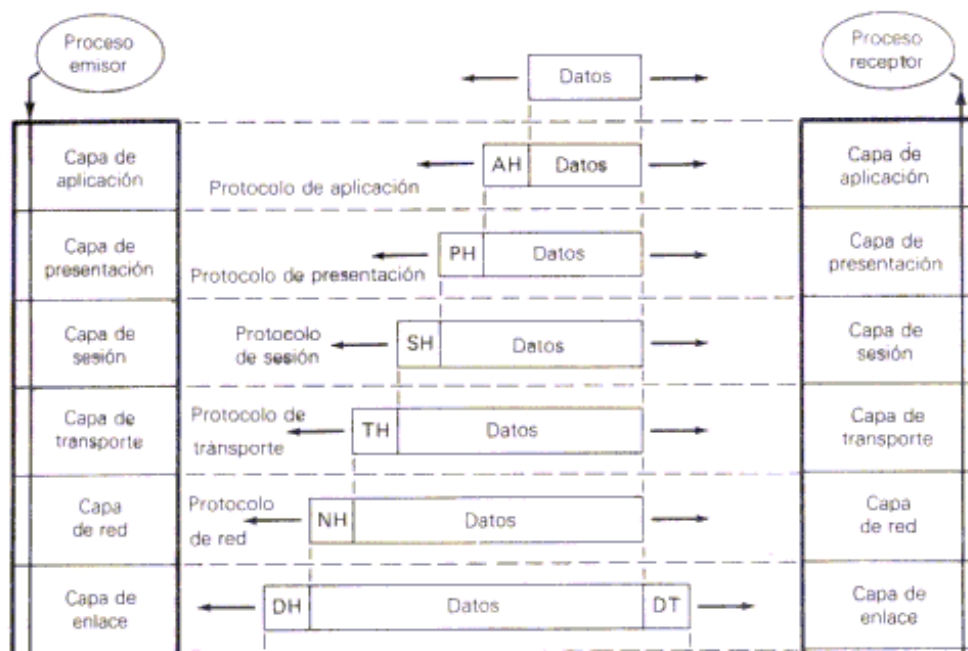 Proceso
emisor
Datos
Proceso
receptor
Capa de
aplicación
Protocolo de aplicación
AH
Datos
Capa de
aplicación
Capa de
presentación
Protocolo de presentación
PH
Datos
Capa de
presentación
Capa de
sesión
Protocolo
de sesión
SH
Datos
Capa de
sesión
Capa de
transporte
Protocolo de
transporte
TH
Datos
Capa de
transporte
Capa
de red
Protocolo
de red
NH
Datos
Capa
de red
Capa de
enlace
DH
Datos
DT
Capa de
enlace